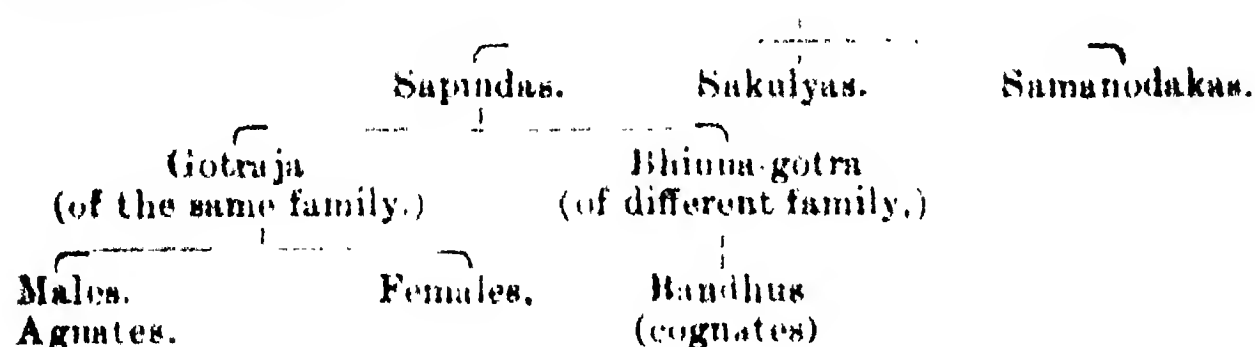 Sapindas. Sakulyas. Samanodakas.
Gotraja Bhinna-gotra
(of the same family.) (of different family,)
Males. Females. Bandhus
Agnates. (cognates)